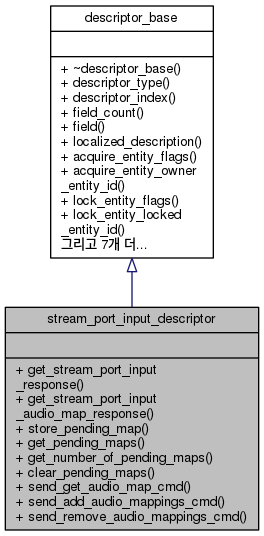 descriptor_base
+ ~descriptor_base()
+ descriptor_type()
+ descriptor_index()
+ field_count()
+ field()
+ localized_description()
+ acquire_entity_flags()
+ acquire_entity_owner
_entity_id()
+ lock_entity_flags()
+ lock_entity_locked
_entity_id()
그리고 7개 더...
stream_port_input_descriptor
+ get_stream_port_input
_response()
+ get_stream_port_input
_audio_map_response()
+ store_pending_map()
+ get_pending_maps()
+ get_number_of_pending_maps()
+ clear_pending_maps()
+ send_get_audio_map_cmd()
+ send_add_audio_mappings_cmd()
+ send_remove_audio_mappings_cmd()